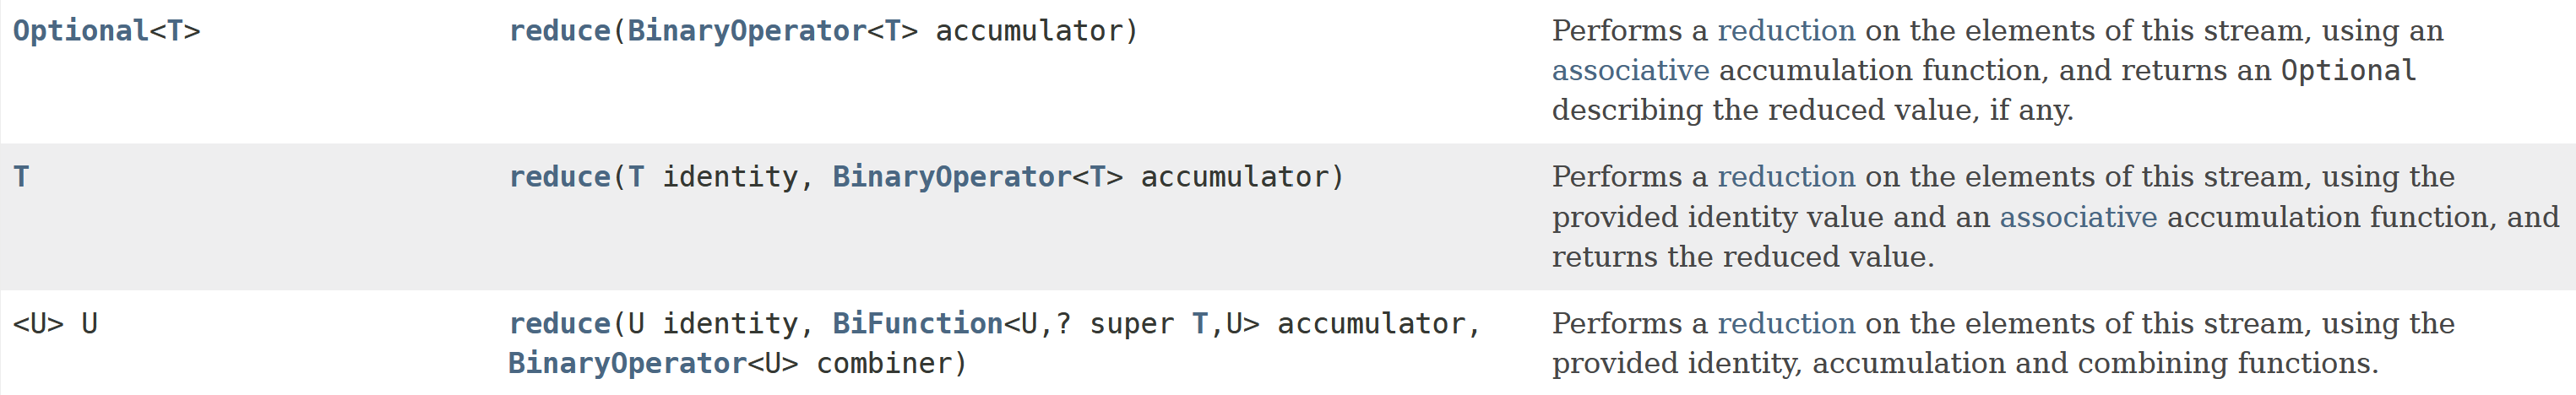 Optional<T>
reduce(BinaryOperator<T> accumulator)
Performs a reduction on the elements of this stream, using an
associative accumulation function, and returns an Optional
describing the reduced value, if any.
T
reduce(T identity, BinaryOperator<T> accumulator)
Performs a reduction on the elements of this stream, using the
provided identity value and an associative accumulation function, and
returns the reduced value.
<U> U
reduce(U identity, BiFunction<U,? super T,U> accumulator,
BinaryOperator<U> combiner)
Performs a reduction on the elements of this stream, using the
provided identity, accumulation and combining functions.